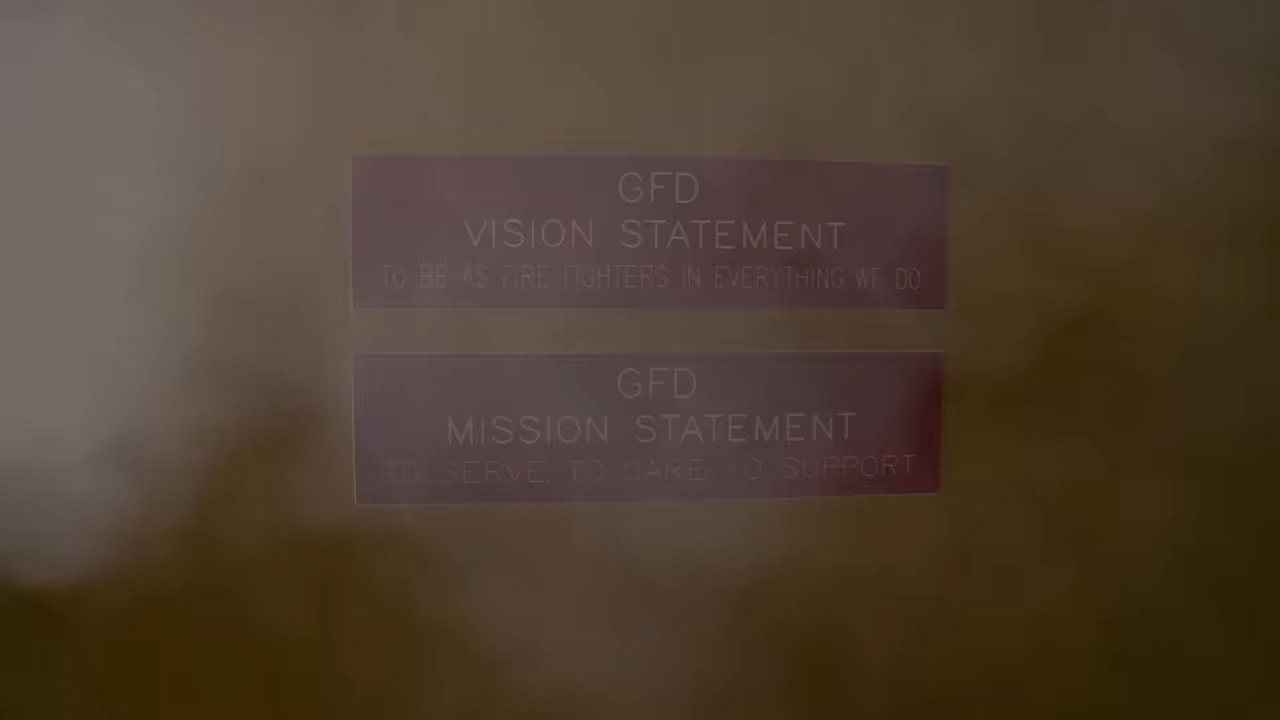 GFD
VISION STATEMENT
TO BE AS FIRE FIGHTERS IN EVERYTHING WE DO
GFD
MISSION STATEMENT
TO SERVE, TO TO SUPPORT